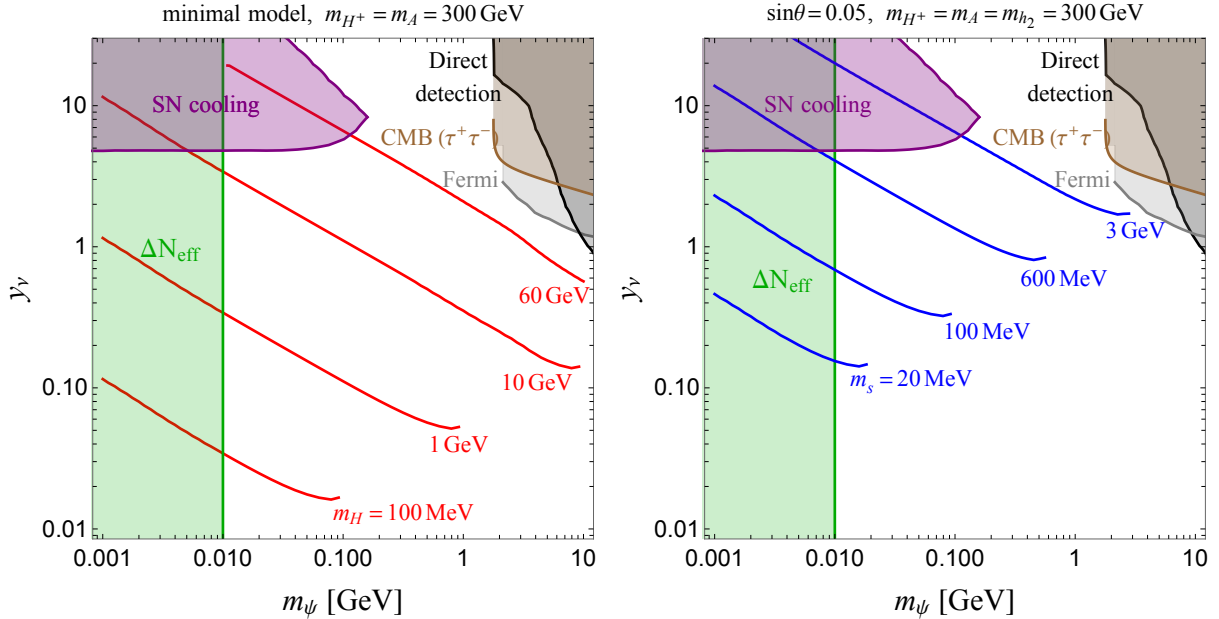 minimal model, m_{H^+} = m_A = 300 GeV
SN cooling
Direct
detection
CMB (τ^+ τ^-)
Fermi
ΔN_eff
60 GeV
10 GeV
1 GeV
m_H = 100 MeV
10
1
0.10
0.01
y_ν
0.001 0.010 0.100 1 10
m_ψ [GeV]
sinθ = 0.05, m_{H^+} = m_A = m_{h_2} = 300 GeV
SN cooling
Direct
detection
CMB (τ^+ τ^-)
Fermi
ΔN_eff
3 GeV
600 MeV
100 MeV
m_s = 20 MeV
10
1
0.10
0.01
y_ν
0.001 0.010 0.100 1 10
m_ψ [GeV]